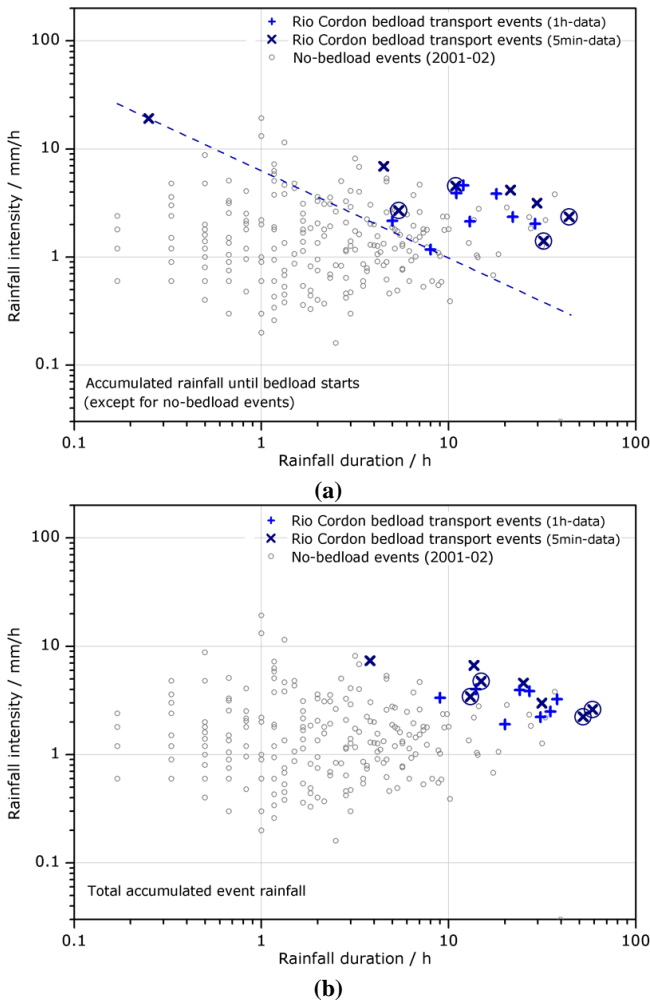 Rio Cordon bedload transport events (1h-data)
Rio Cordon bedload transport events (5min-data)
No-bedload events (2001-02)
100
10
1
0.1
Rainfall intensity / mm/h
Accumulated rainfall until bedload starts
(except for no-bedload events)
0.1
1
10
100
Rainfall duration / h
(a)
Rio Cordon bedload transport events (1h-data)
Rio Cordon bedload transport events (5min-data)
No-bedload events (2001-02)
100
10
1
0.1
Rainfall intensity / mm/h
Total accumulated event rainfall
0.1
1
10
100
Rainfall duration / h
(b)